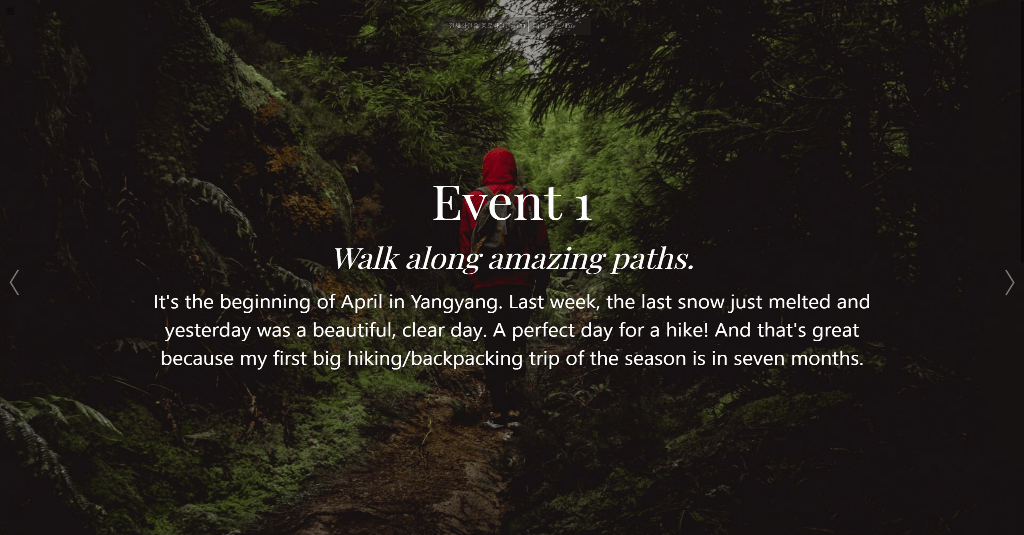 Event 1
Walk along amazing paths.
It's the beginning of April in Yangyang. Last week, the last snow just melted and
yesterday was a beautiful, clear day. A perfect day for a hike! And that's great
because my first big hiking/backpacking trip of the season is in seven months.